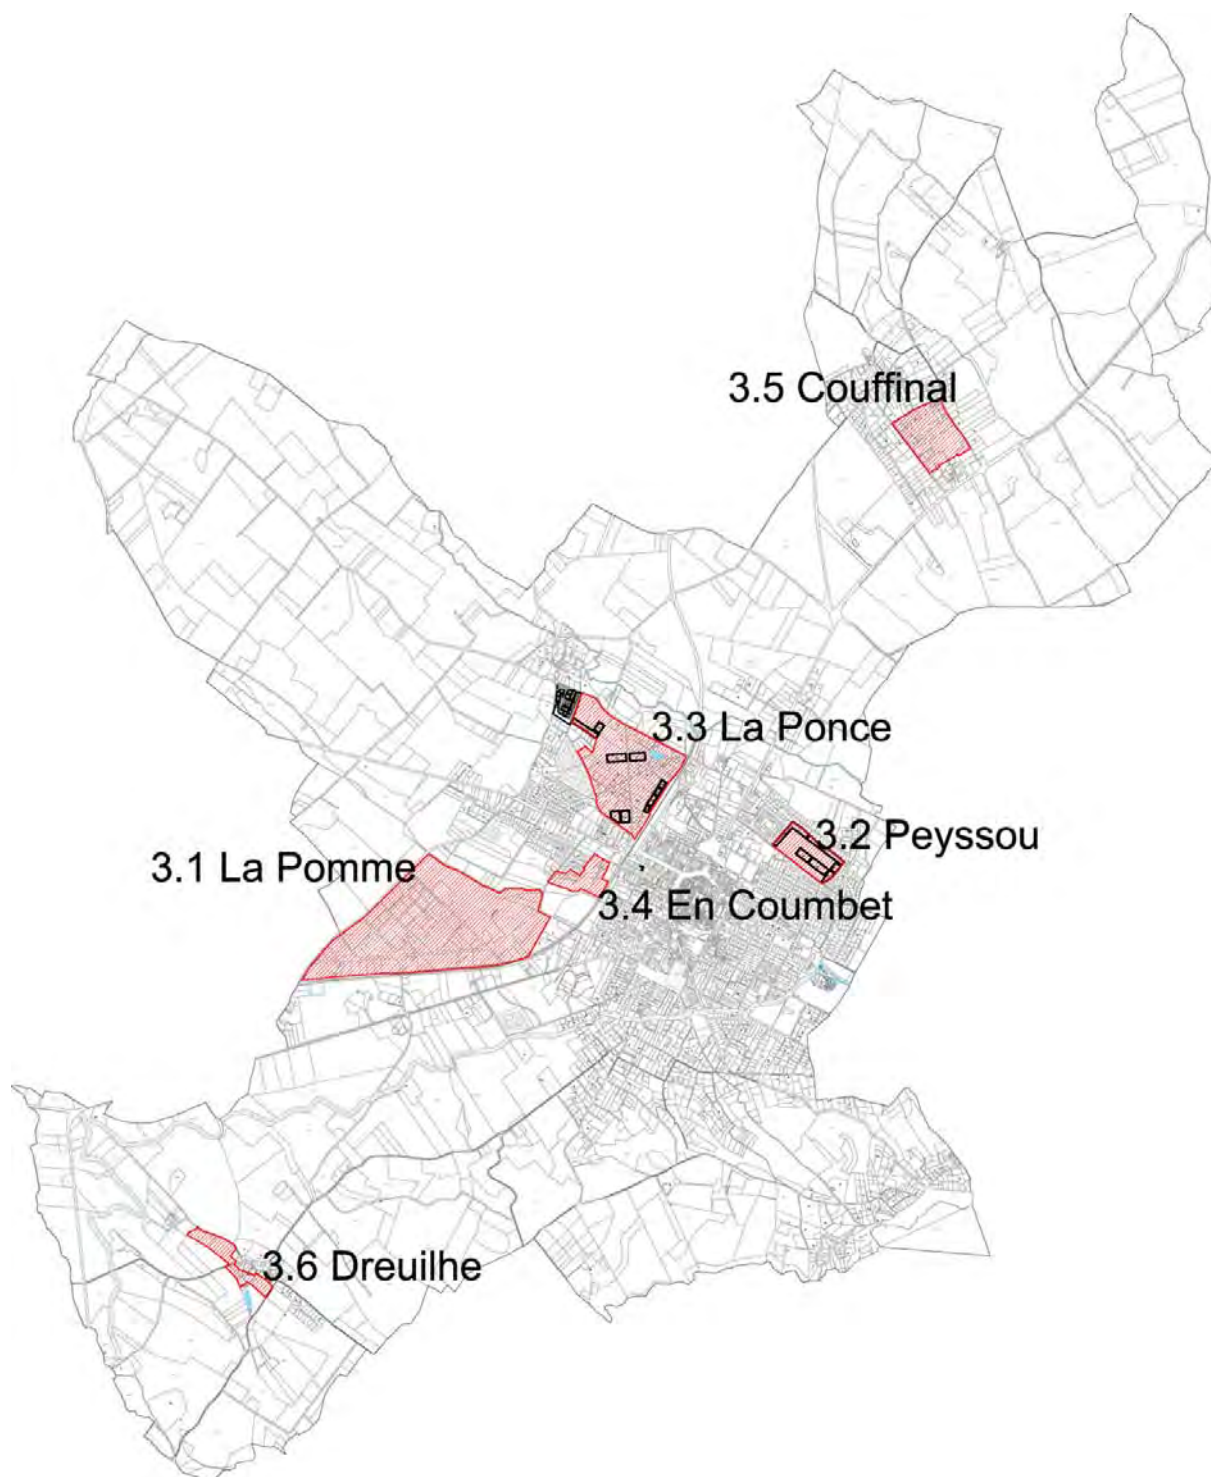 3.5 Couffinal
3.3 La Ponce
3.2 Peyssou
3.1 La Pomme
3.4 En Coumbet
3.6 Dreuilhe